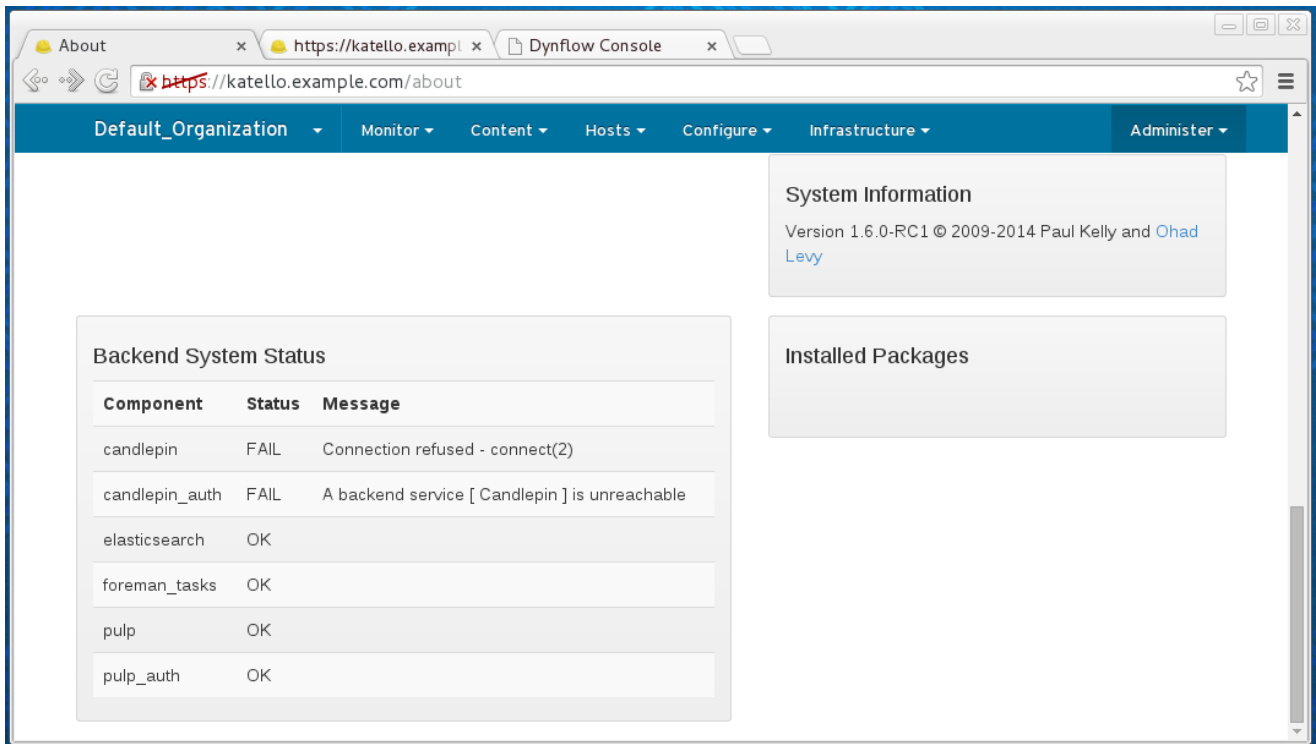 About
https://katello.exampl
Dynflow Console
https://katello.example.com/about
Default_Organization Monitor Content Hosts Configure Infrastructure Administer
System Information
Version 1.6.0-RC1 © 2009-2014 Paul Kelly and Ohad
Levy
Backend System Status
Component Status Message
candlepin FAIL Connection refused - connect(2)
candlepin_auth FAIL A backend service [ Candlepin ] is unreachable
elasticsearch OK
foreman_tasks OK
pulp OK
pulp_auth OK
Installed Packages